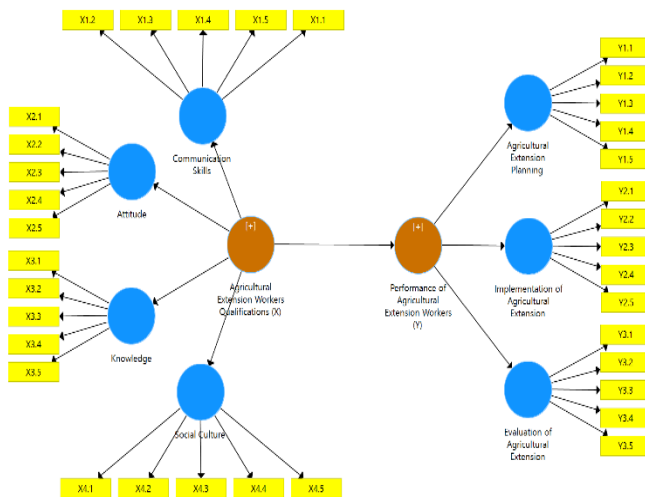 X1.2
X1.3
X1.4
X1.5
X1.1
Communication
Skills
X2.1
X2.2
X2.3
X2.4
X2.5
Attitude
X3.1
X3.2
X3.3
X3.4
X3.5
Knowledge
[+]
Agricultural
Extension Workers
Qualifications (X)
Social Culture
X4.1
X4.2
X4.3
X4.4
X4.5
[+]
Performance of
Agricultural
Extension Workers
(Y)
Agricultural
Extension
Planning
Y1.1
Y1.2
Y1.3
Y1.4
Y1.5
Implementation of
Agricultural
Extension
Y2.1
Y2.2
Y2.3
Y2.4
Y2.5
Evaluation of
Agricultural
Extension
Y3.1
Y3.2
Y3.3
Y3.4
Y3.5